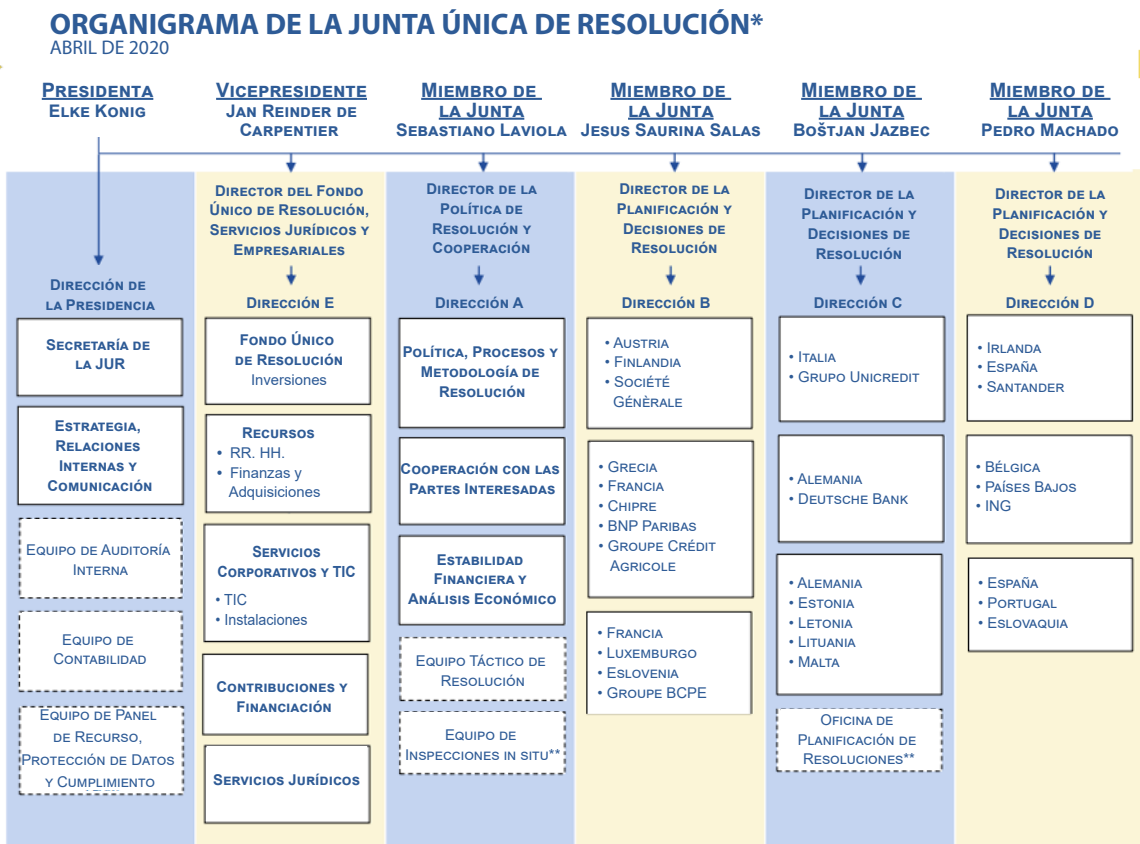 ORGANIGRAMA DE LA JUNTA ÚNICA DE RESOLUCIÓN*
ABRIL DE 2020
PRESIDENTA
ELKE KONIG
VICEPRESIDENTE
JAN REINDER DE
CARPENTIER
MIEMBRO DE
LA JUNTA
SEBASTIANO LAVIOLA
MIEMBRO DE
LA JUNTA
JESUS SAURINA SALAS
MIEMBRO DE
LA JUNTA
BOŠTJAN JAZBEC
MIEMBRO DE
LA JUNTA
PEDRO MACHADO
DIRECCIÓN DE
LA PRESIDENCIA
SECRETARÍA DE
LA JUR
ESTRATEGIA,
RELACIONES
INTERNAS Y
COMUNICACIÓN
EQUIPO DE AUDITORÍA
INTERNA
EQUIPO DE
CONTABILIDAD
EQUIPO DE PANEL
DE RECURSO,
PROTECCIÓN DE DATOS
Y CUMPLIMIENTO
DIRECTOR DEL FONDO
ÚNICO DE RESOLUCIÓN,
SERVICIOS JURÍDICOS Y
EMPRESARIALES
DIRECCIÓN E
FONDO ÚNICO
DE RESOLUCIÓN
Inversiones
RECURSOS
• RR. HH.
• Finanzas y
Adquisiciones
SERVICIOS
CORPORATIVOS Y TIC
• TIC
• Instalaciones
CONTRIBUCIONES Y
FINANCIACIÓN
SERVICIOS JURÍDICOS
DIRECTOR DE LA
POLÍTICA DE
RESOLUCIÓN Y
COOPERACIÓN
DIRECCIÓN A
POLÍTICA, PROCESOS Y
METODOLOGÍA DE
RESOLUCIÓN
COOPERACIÓN CON LAS
PARTES INTERESADAS
ESTABILIDAD
FINANCIERA Y
ANÁLISIS ECONÓMICO
EQUIPO TÁCTICO DE
RESOLUCIÓN
EQUIPO DE
INSPECCIONES IN SITU**
DIRECTOR DE LA
PLANIFICACIÓN Y
DECISIONES DE
RESOLUCIÓN
DIRECCIÓN B
• AUSTRIA
• FINLANDIA
• SOCIÉTÉ
GÉNÈRALE
• GRECIA
• FRANCIA
• CHIPRE
• BNP PARIBAS
• GROUPE CRÉDIT
AGRICOLE
• FRANCIA
• LUXEMBURGO
• ESLOVENIA
• GROUPE BCPE
DIRECTOR DE LA
PLANIFICACIÓN Y
DECISIONES DE
RESOLUCIÓN
DIRECCIÓN C
• ITALIA
• GRUPO UNICREDIT
• ALEMANIA
• DEUTSCHE BANK
• ALEMANIA
• ESTONIA
• LETONIA
• LITUANIA
• MALTA
OFICINA DE
PLANIFICACIÓN DE
RESOLUCIONES**
DIRECTOR DE LA
PLANIFICACIÓN Y
DECISIONES DE
RESOLUCIÓN
DIRECCIÓN D
• IRLANDA
• ESPAÑA
• SANTANDER
• BÉLGICA
• PAÍSES BAJOS
• ING
• ESPAÑA
• PORTUGAL
• ESLOVAQUIA